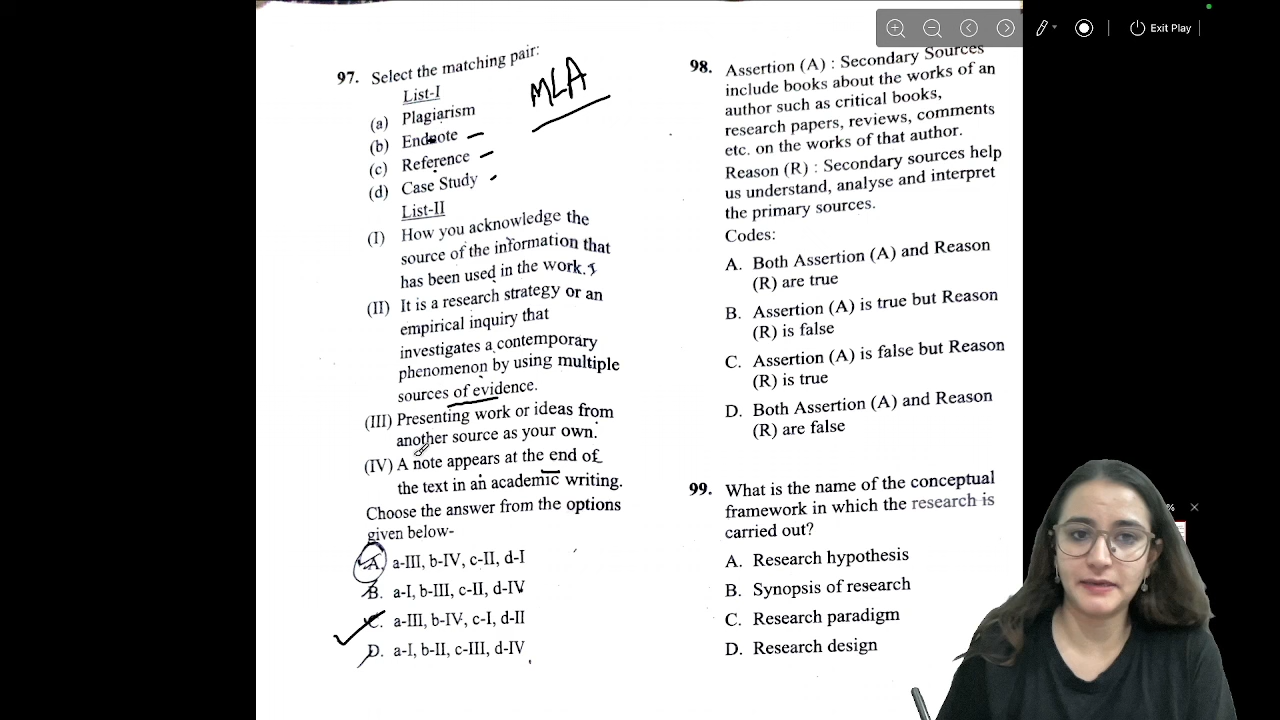 Exit Play
97. Select the matching pair:
MLA
List-I
(a) Plagiarism
(b) Endnote
(c) Reference
(d) Case Study
List-II
(I) How you acknowledge the
source of the information that
has been used in the work.
(II) It is a research strategy or an
empirical inquiry that
investigates a contemporary
phenomenon by using multiple
sources of evidence.
(III) Presenting work or ideas from
another source as your own.
(IV) A note appears at the end of
the text in an academic writing.
Choose the answer from the options
given below-
A. a-III, b-IV, c-II, d-I
B. a-I, b-III, c-II, d-IV
C. a-III, b-IV, c-I, d-II
D. a-I, b-II, c-III, d-IV
98. Assertion (A) : Secondary Sources
include books about the works of an
author such as critical books,
research papers, reviews, comments
etc. on the works of that author.
Reason (R) : Secondary sources help
us understand, analyse and interpret
the primary sources.
Codes:
A. Both Assertion (A) and Reason
(R) are true
B. Assertion (A) is true but Reason
(R) is false
C. Assertion (A) is false but Reason
(R) is true
D. Both Assertion (A) and Reason
(R) are false
99. What is the name of the conceptual
framework in which the research is
carried out?
A. Research hypothesis
B. Synopsis of research
C. Research paradigm
D. Research design